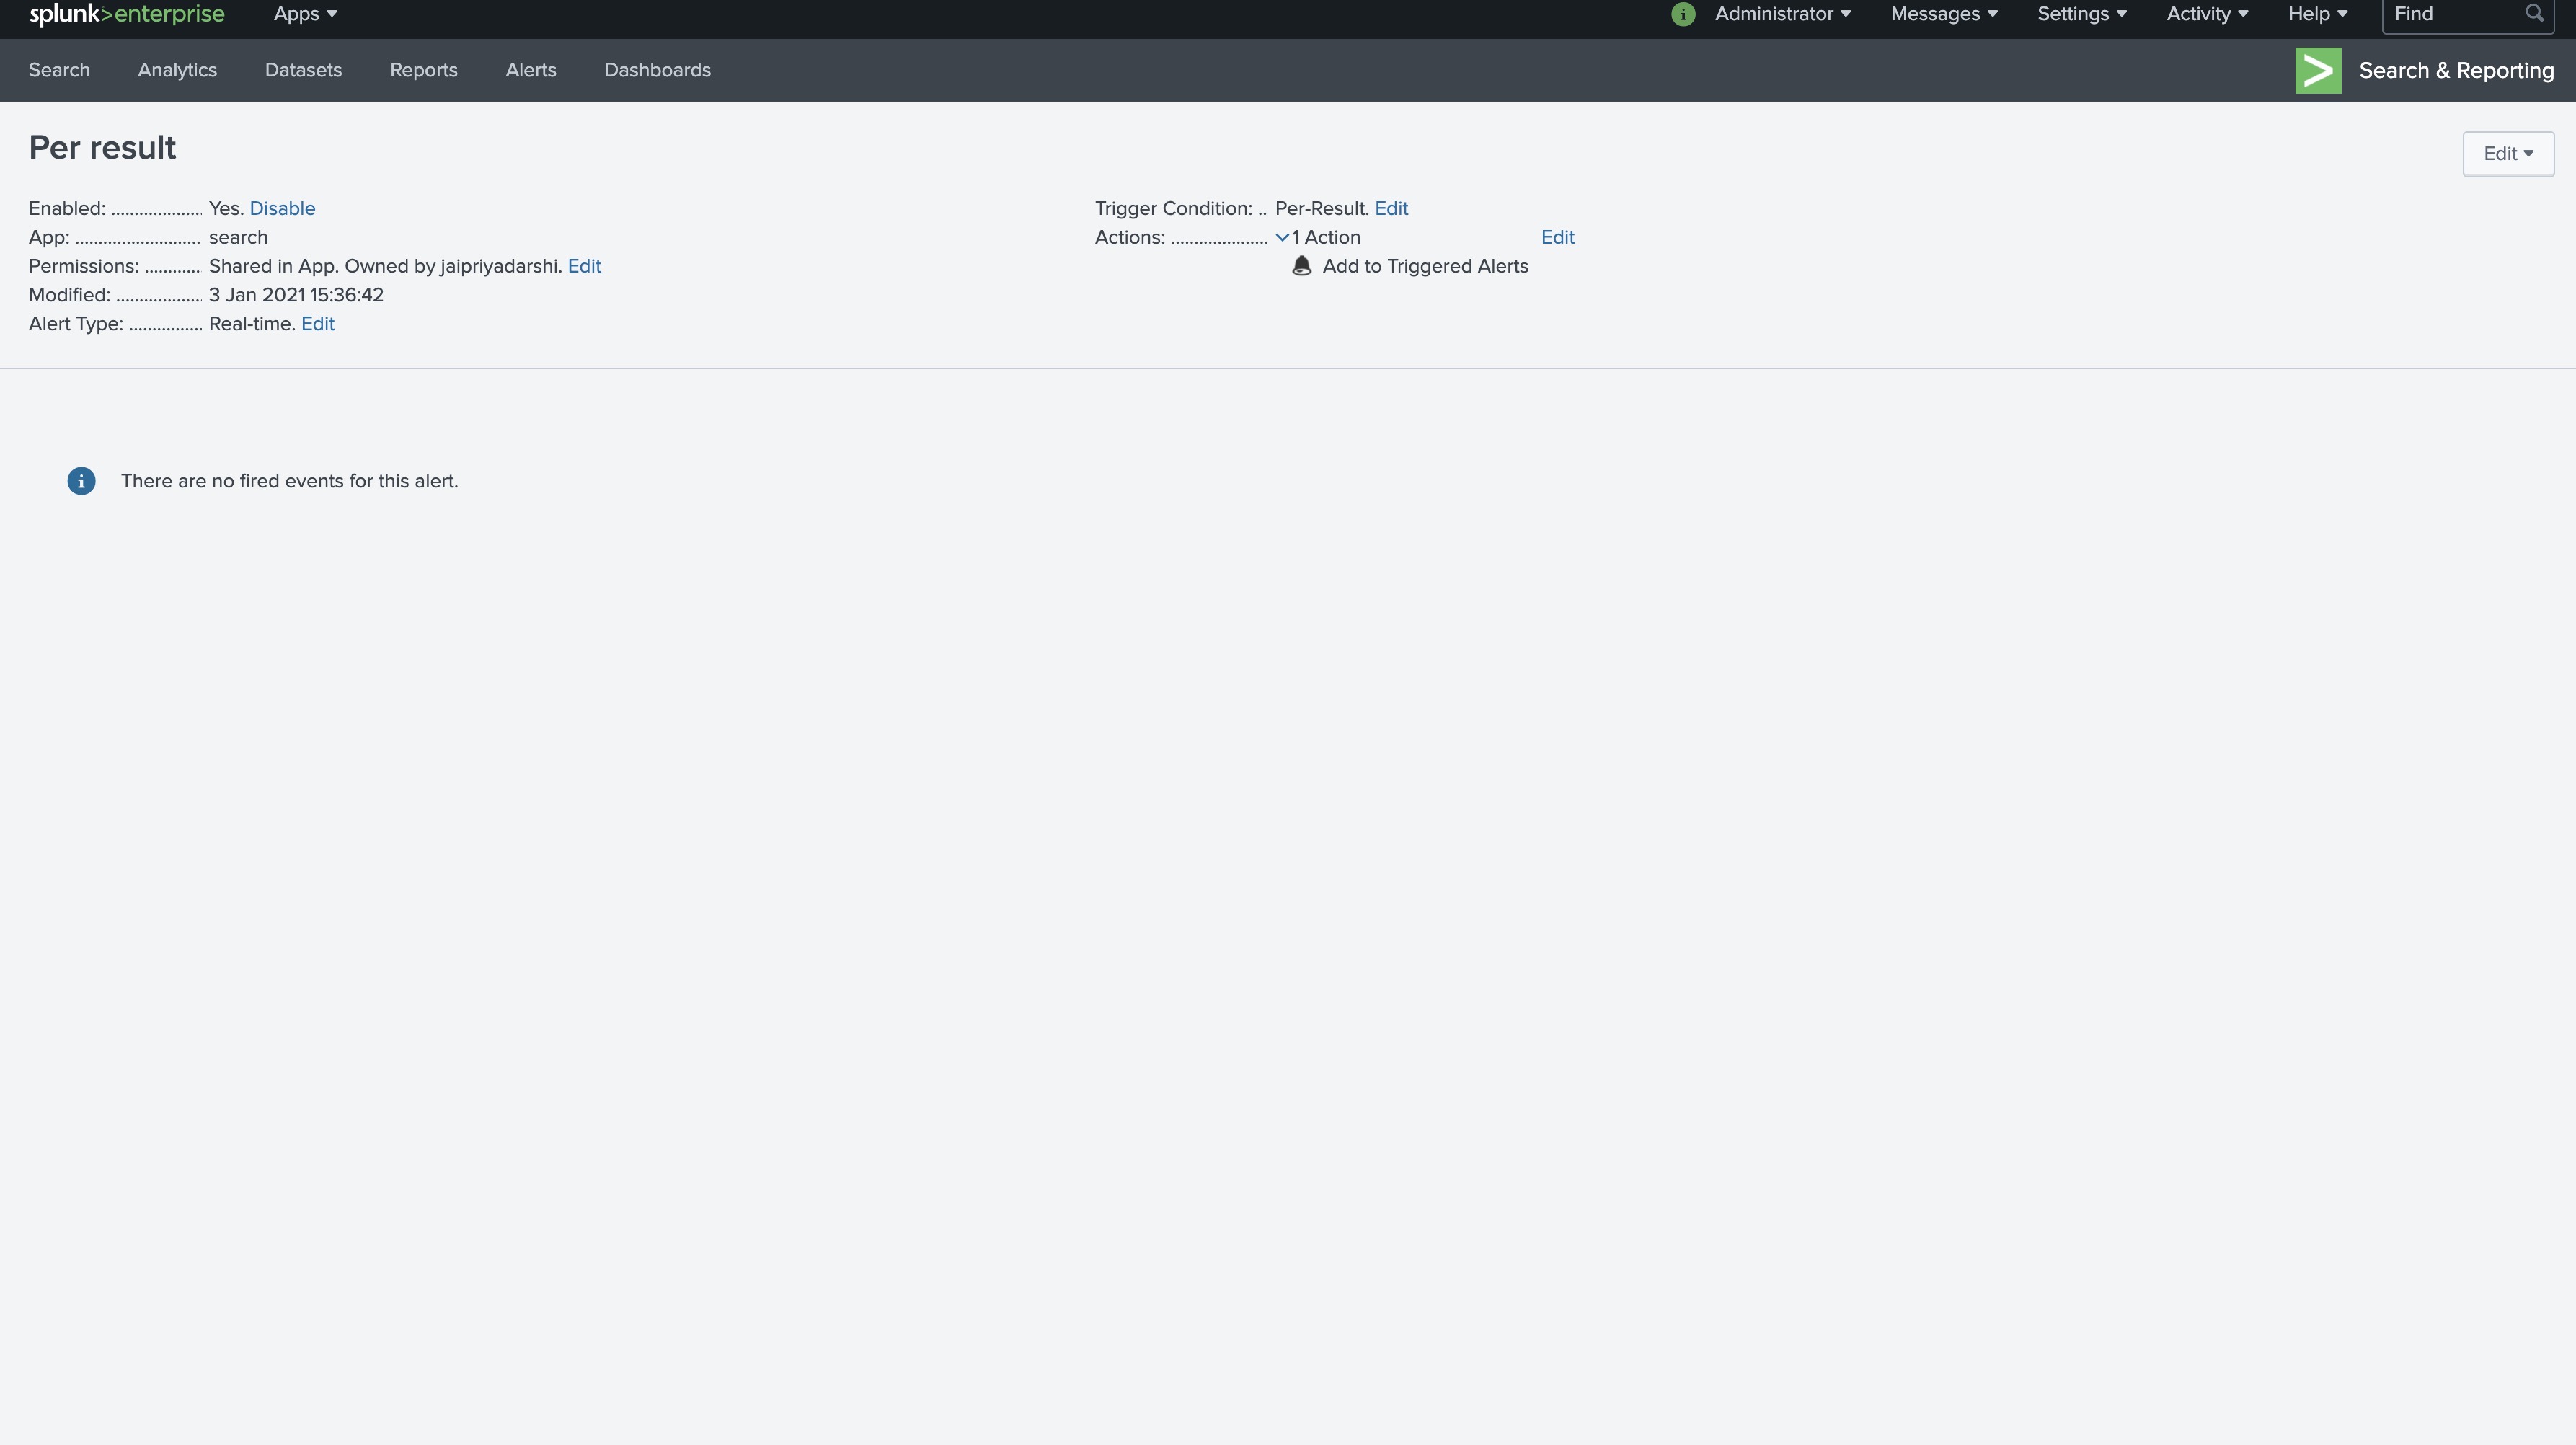 splunk>enterprise Apps Administrator Messages Settings Activity Help Find
Search Analytics Datasets Reports Alerts Dashboards Search & Reporting
Per result
Edit
Enabled: ................... Yes. Disable
App: .......................... search
Permissions: ............ Shared in App. Owned by jaipriyadarshi. Edit
Modified: .................. 3 Jan 2021 15:36:42
Alert Type: ............... Real-time. Edit
Trigger Condition: .. Per-Result. Edit
Actions: ..................... 1 Action Edit
Add to Triggered Alerts
There are no fired events for this alert.